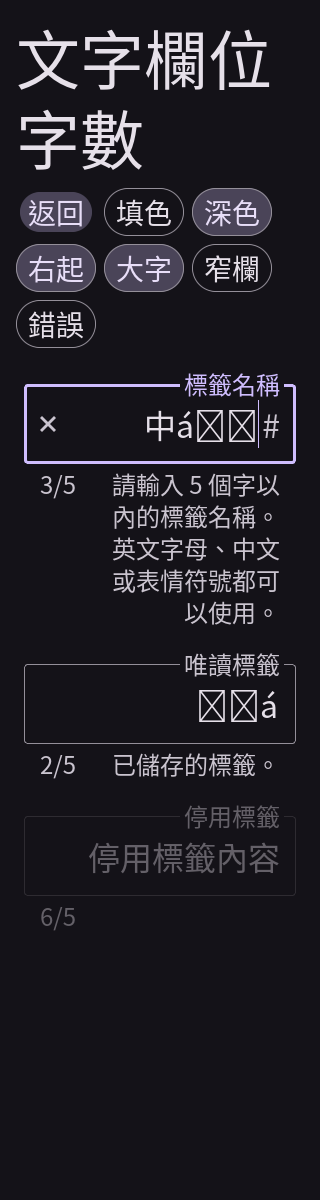 文字欄位
字數
返回 填色 深色
右起 大字 窄欄
錯誤
標籤名稱
中á#
3/5 請輸入 5 個字以
內的標籤名稱。
英文字母、中文
或表情符號都可
以使用。
唯讀標籤
á
2/5 已儲存的標籤。
停用標籤
停用標籤內容
6/5